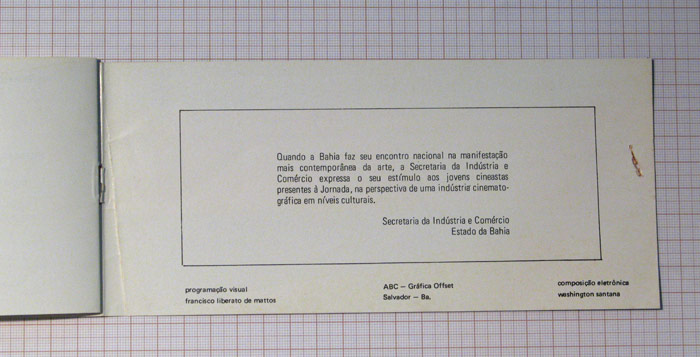 Quando a Bahia faz seu encontro nacional na manifestação
mais contemporânea da arte, a Secretaria da Indústria e
Comércio expressa o seu estímulo aos jovens cineastas
presentes à Jornada, na perspectiva de uma indústria cinemato-
gráfica em níveis culturais.
Secretaria da Indústria e Comércio
Estado da Bahia
programação visual
francisco liberato de mattos
ABC – Gráfica Offset
Salvador – Ba.
composição eletrônica
washington santana